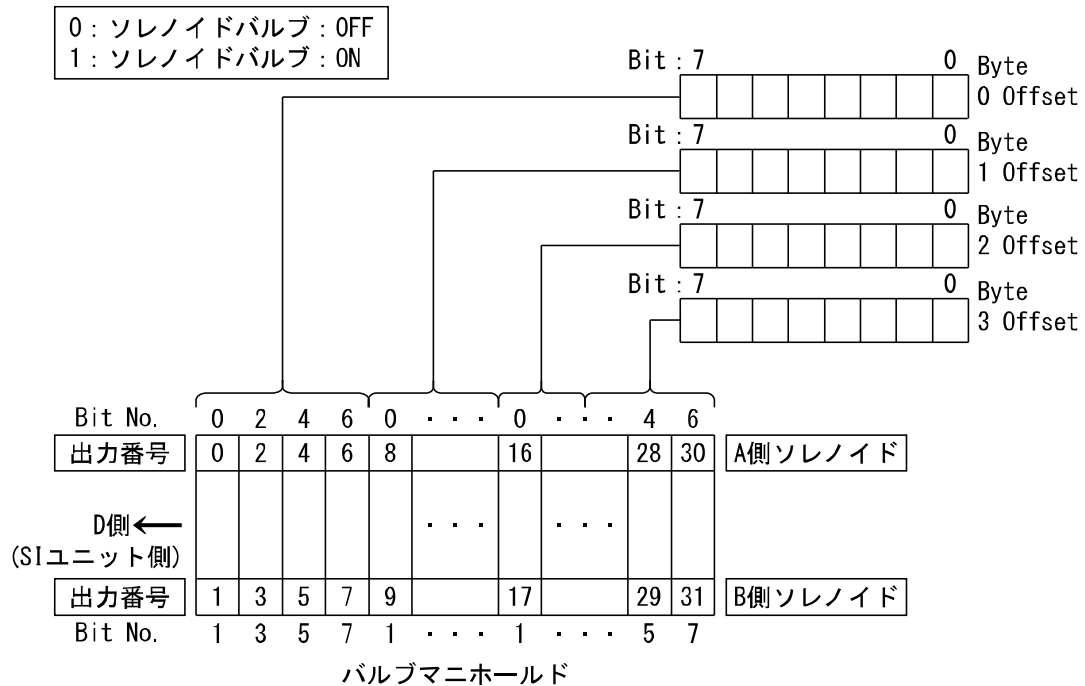 0：ソレノイドバルブ：OFF
1：ソレノイドバルブ：ON
Bit：7 0 Byte
0 Offset
Bit：7 0 Byte
1 Offset
Bit：7 0 Byte
2 Offset
Bit：7 0 Byte
3 Offset
Bit No. 0 2 4 6 0 ・・・ 0 ・・・ 4 6
出力番号 0 2 4 6 8 16 28 30 A側ソレノイド
D側← ・・・ ・・・
(SIユニット側)
出力番号 1 3 5 7 9 17 29 31 B側ソレノイド
Bit No. 1 3 5 7 1 ・・・ 1 ・・・ 5 7
バルブマニホールド